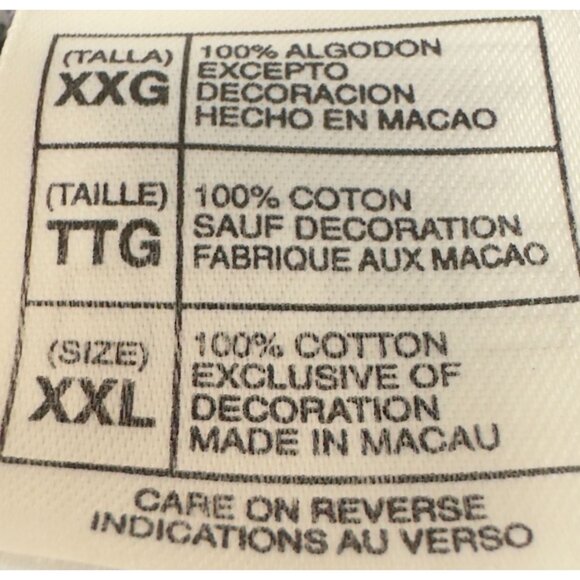 (TALLA)
XXG
100% ALGODON
EXCEPTO
DECORACION
HECHO EN MACAO
(TAILLE)
TTG
100% COTON
SAUF DECORATION
FABRIQUE AUX MACAO
(SIZE)
XXL
100% COTTON
EXCLUSIVE OF
DECORATION
MADE IN MACAU
CARE ON REVERSE
INDICATIONS AU VERSO